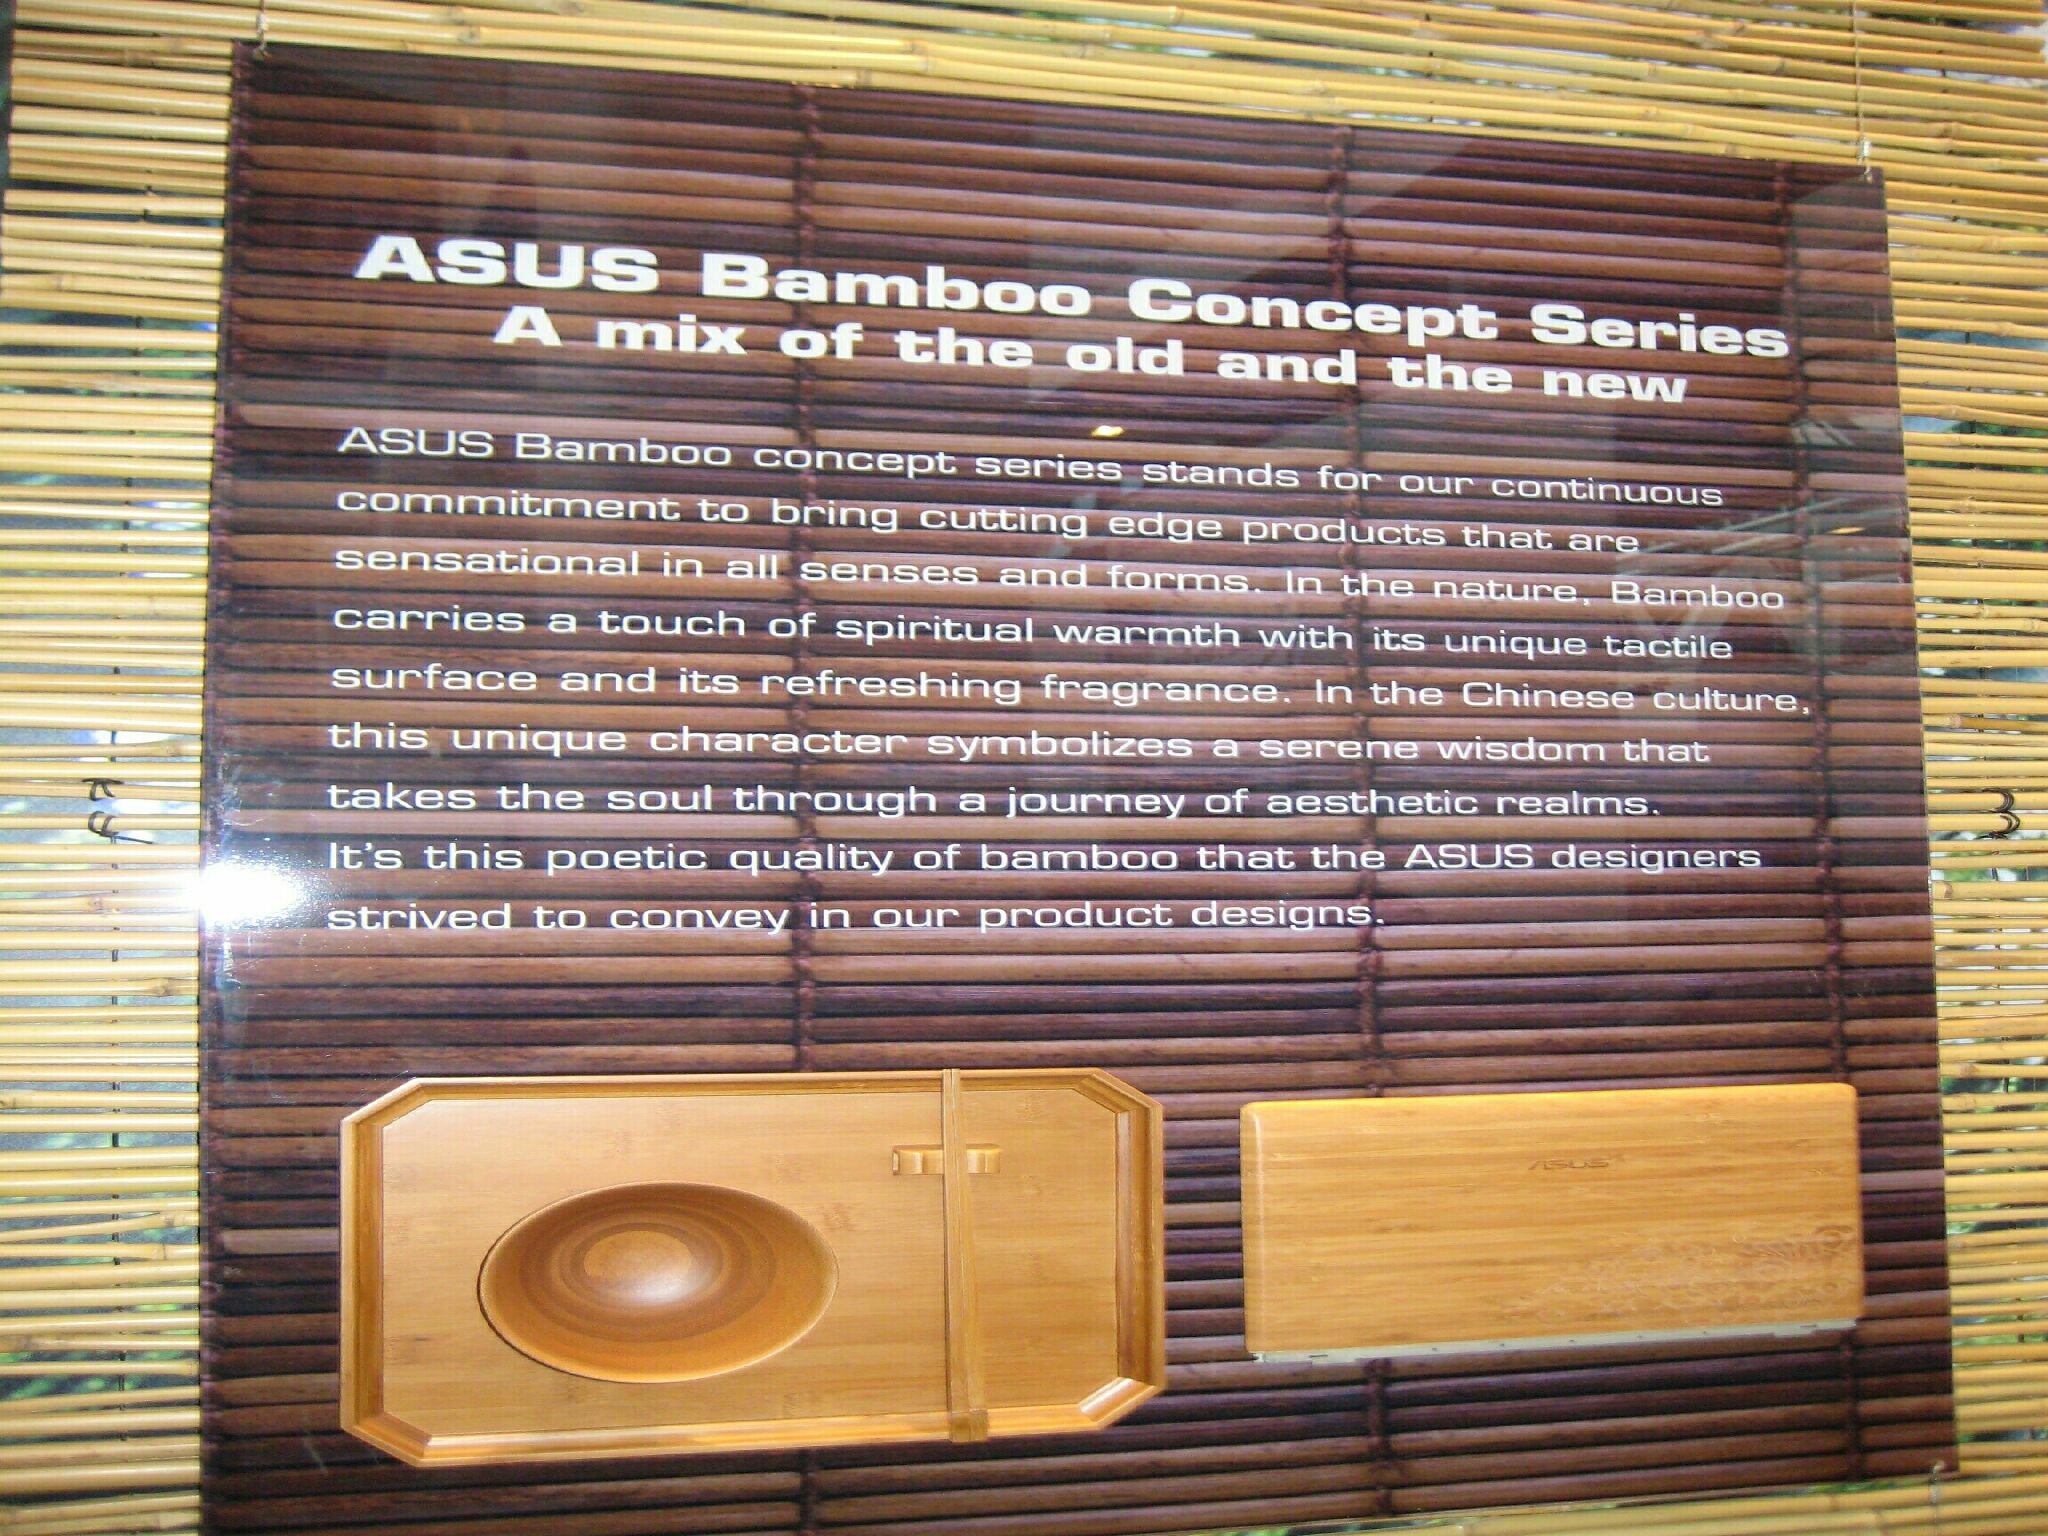 ASUS Bamboo Concept Series
A mix of the old and the new
ASUS Bamboo concept series stands for our continuous
commitment to bring cutting edge products that are
sensational in all senses and forms. In the nature, Bamboo
carries a touch of spiritual warmth with its unique tactile
surface and its refreshing fragrance. In the Chinese culture,
this unique character symbolizes a serene wisdom that
takes the soul through a journey of aesthetic realms.
It's this poetic quality of bamboo that the ASUS designers
strived to convey in our product designs.
ASUS